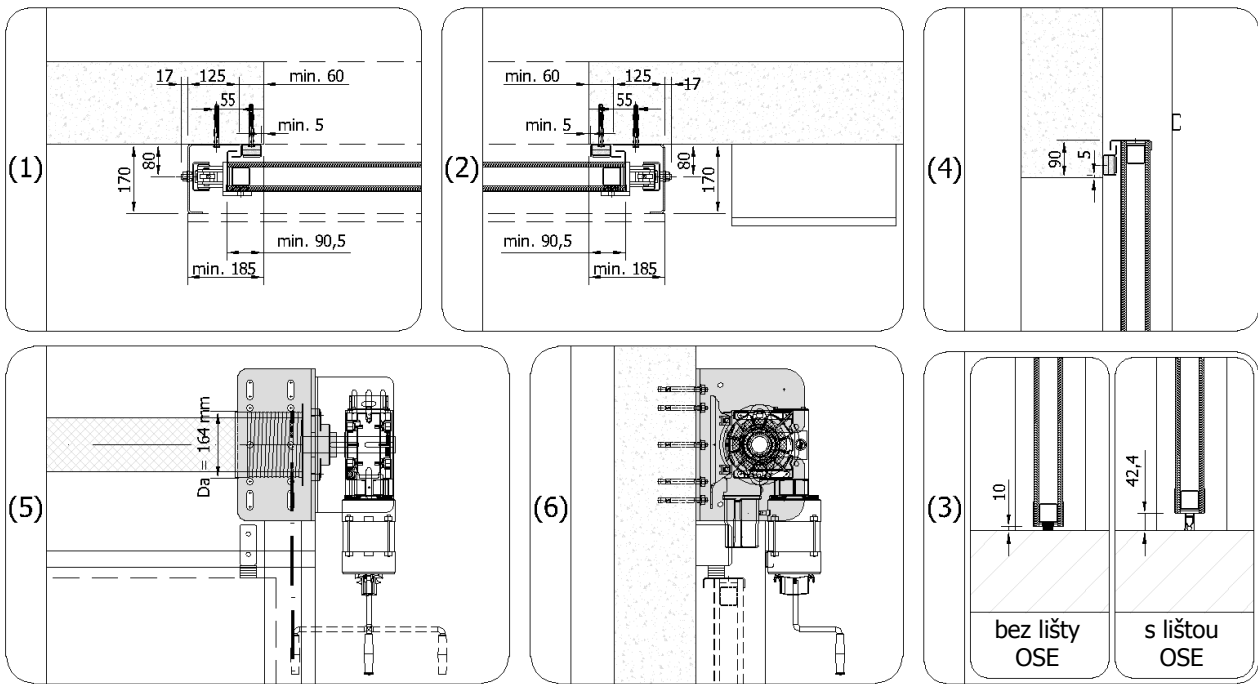 17
125
min. 60
55
min. 5
80
170
min. 90,5
min. 185
(1)
min. 60
125
17
55
min. 5
80
170
min. 90,5
min. 185
(2)
90
5
(4)
Da = 164 mm
(5)
(6)
10
42,4
(3)
bez lišty
OSE
s lištou
OSE